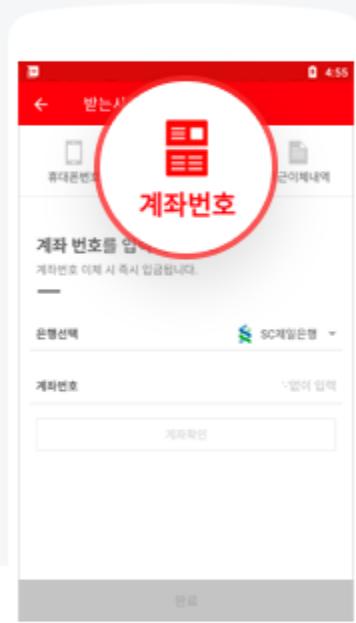 4:55
받는사
휴대폰번호
계좌번호
근이체내역
계좌 번호를 입
계좌번호 이체 시 즉시 입금됩니다.
은행선택
SC제일은행
계좌번호
'-'없이 입력
계좌확인
완료